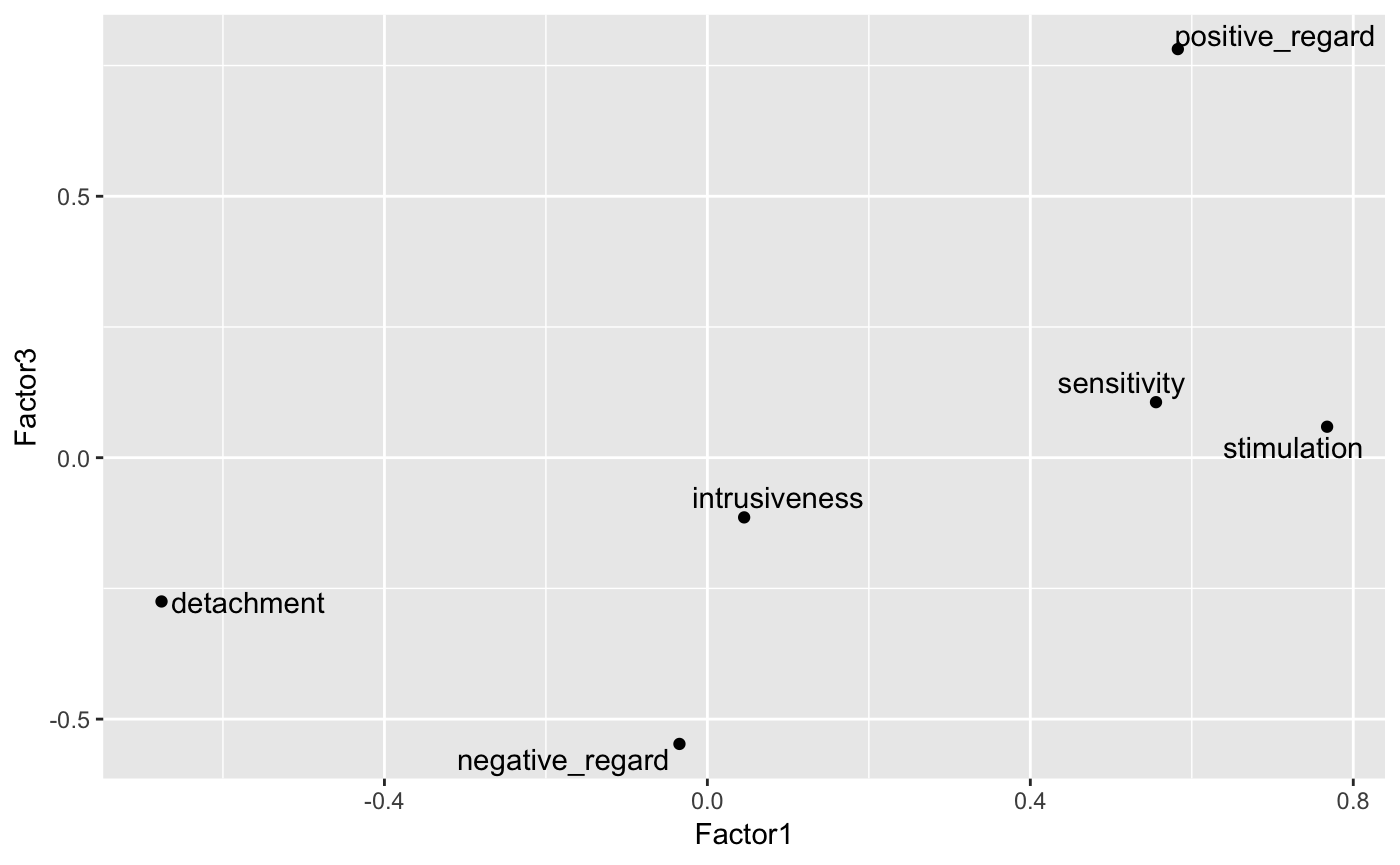 positive_regard
0.5
sensitivity
stimulation
0.0
intrusiveness
detachment
-0.5
negative_regard
-0.4
0.0
0.4
0.8
Factor1
Factor3